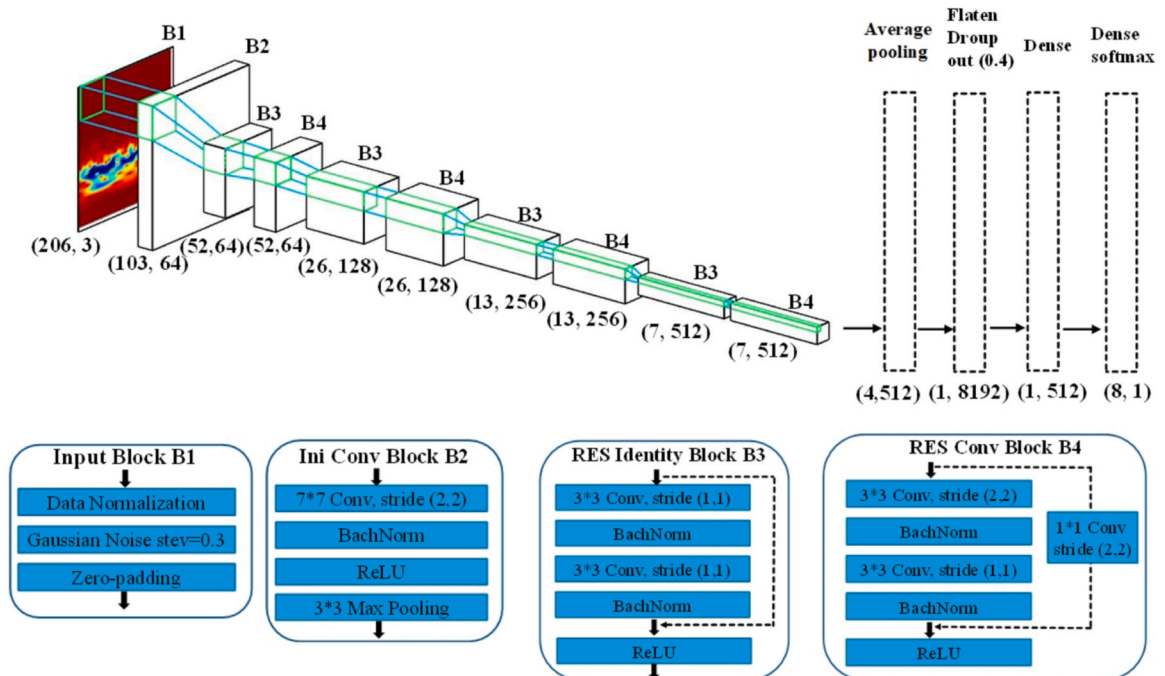 B1
B2
B3
B4
B3
B4
B3
B4
B3
B4
(206, 3)
(103, 64)
(52,64)
(52,64)
(26, 128)
(26, 128)
(13, 256)
(13, 256)
(7, 512)
(7, 512)
Average
pooling
Flaten
Droup
out (0.4)
Dense
Dense
softmax
(4,512)
(1, 8192)
(1, 512)
(8, 1)
Input Block B1
Data Normalization
Gaussian Noise stev=0.3
Zero-padding
Ini Conv Block B2
7*7 Conv, stride (2,2)
BachNorm
ReLU
3*3 Max Pooling
RES Identity Block B3
3*3 Conv, stride (1,1)
BachNorm
3*3 Conv, stride (1,1)
BachNorm
ReLU
RES Conv Block B4
3*3 Conv, stride (2,2)
BachNorm
3*3 Conv, stride (1,1)
BachNorm
ReLU
1*1 Conv
stride (2,2)